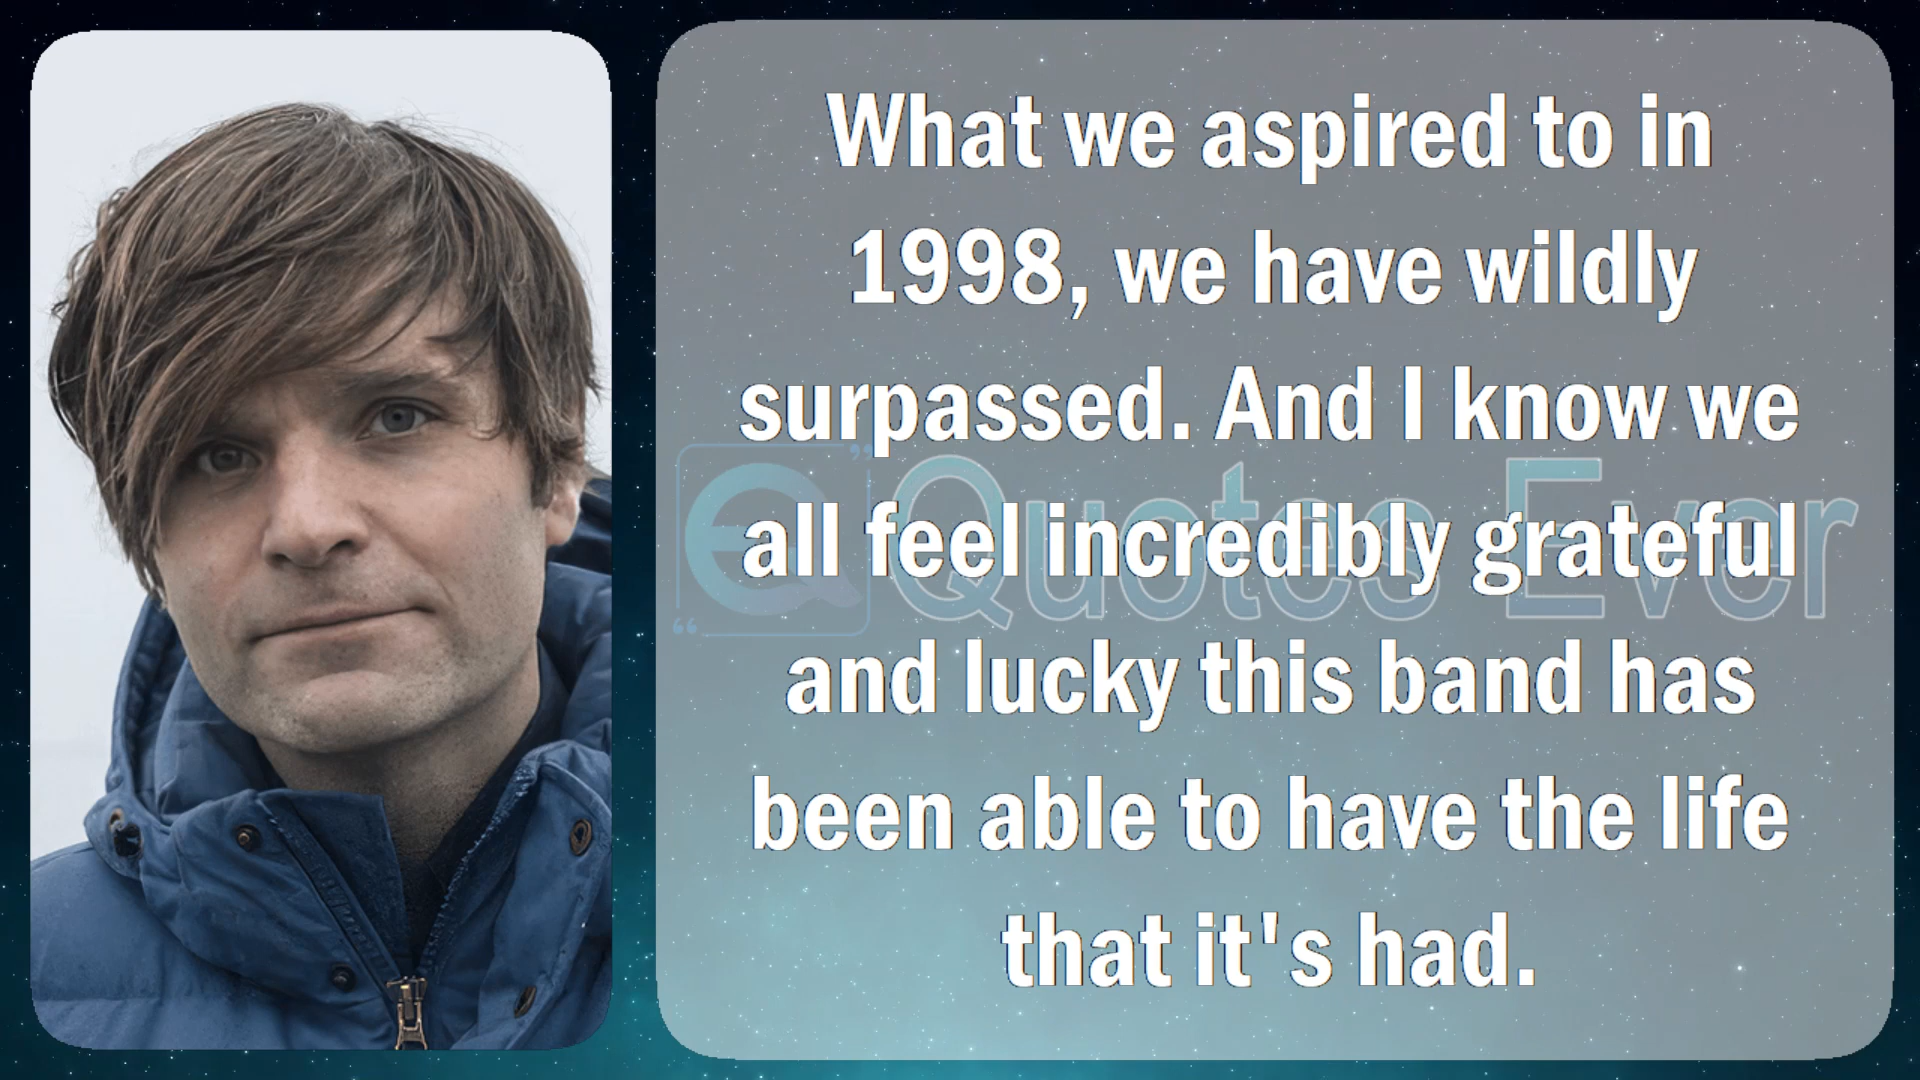 What we aspired to in
1998, we have wildly
surpassed. And I know we
all feel incredibly grateful
and lucky this band has
been able to have the life
that it's had.
Quotes Ever